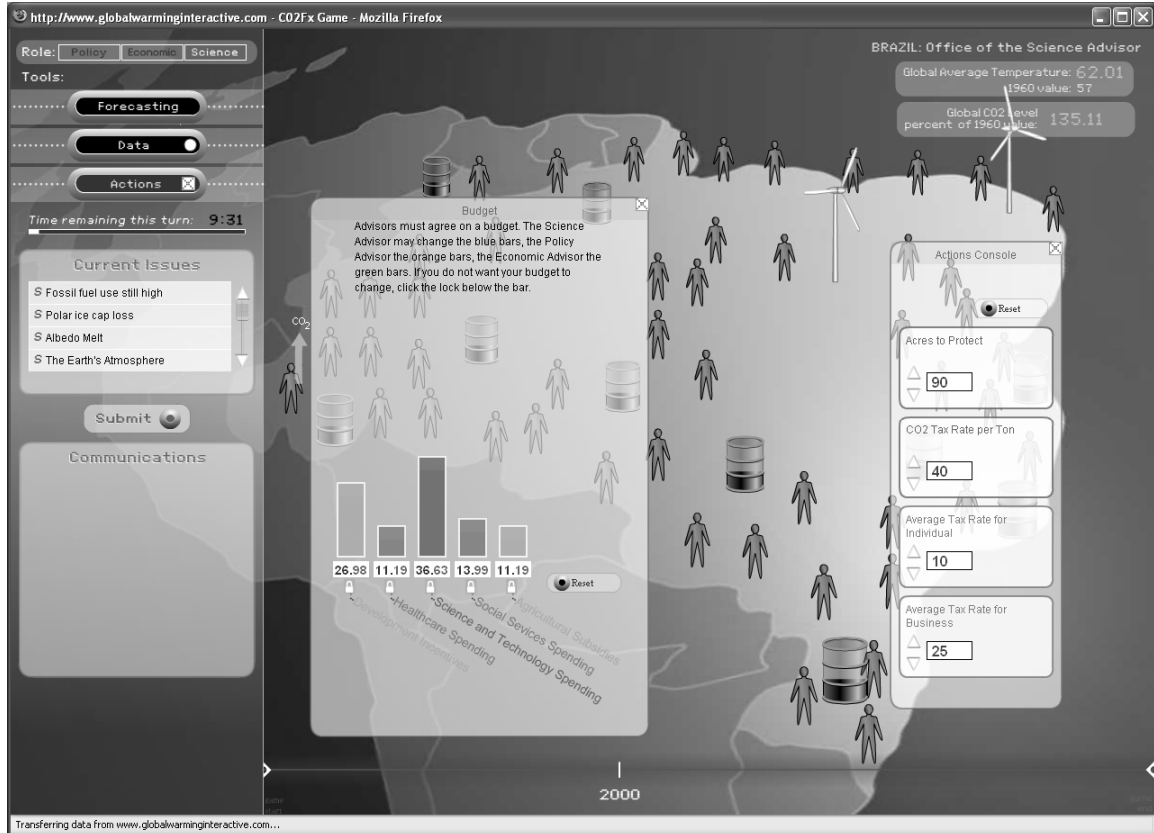 http://www.globalwarminginteractive.com - CO2Fx Game - Mozilla Firefox
Role: Policy Economic Science
Tools:
Forecasting
Data
Actions
Time remaining this turn: 9:31
Current Issues
S Fossil fuel use still high
S Polar ice cap loss
S Albedo Melt
S The Earth's Atmosphere
Submit
Communications
BRAZIL: Office of the Science Advisor
Global Average Temperature: 62.01
1960 value: 57
Global CO2 Level
percent of 1960 value: 135.11
CO2
Budget
Advisors must agree on a budget. The Science
Advisor may change the blue bars, the Policy
Advisor the orange bars, the Economic Advisor the
green bars. If you do not want your budget to
change, click the lock below the bar.
26.98 11.19 36.63 13.99 11.19
Reset
-Development Incentives
-Healthcare Spending
-Science and Technology Spending
-Social Sevices Spending
-Agricultural Subsidies
Actions Console
Reset
Acres to Protect
90
CO2 Tax Rate per Ton
40
Average Tax Rate for
Individual
10
Average Tax Rate for
Business
25
2000
Transferring data from www.globalwarminginteractive.com...